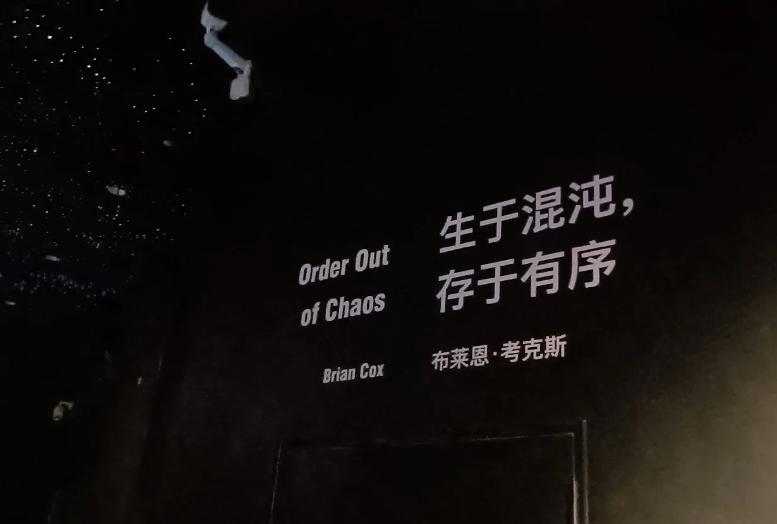 Order Out
of Chaos
Brian Cox
生于混沌，
存于有序
布莱恩·考克斯